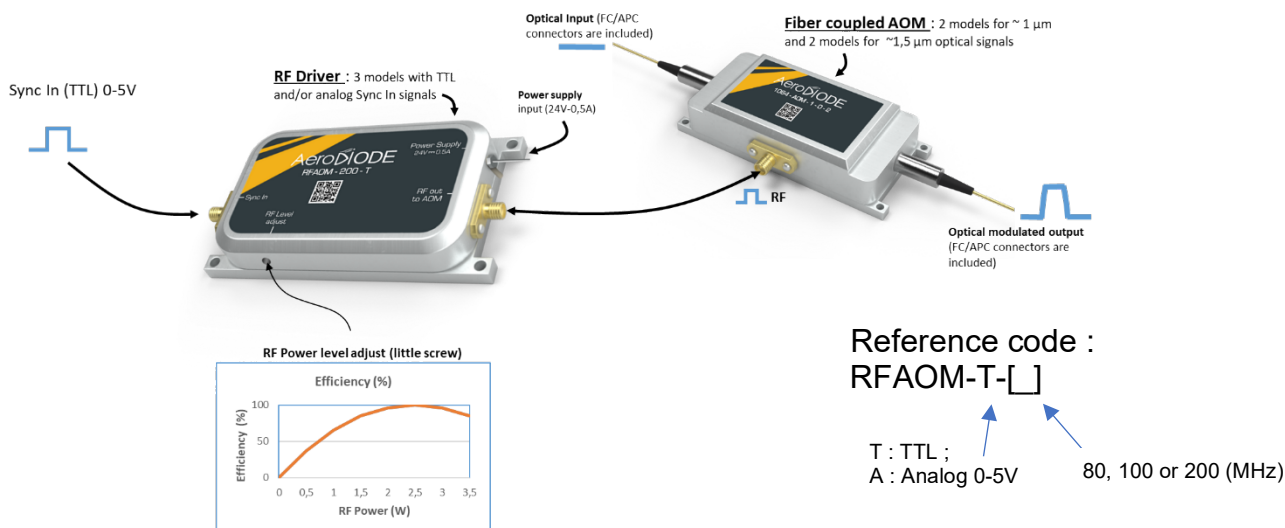 Optical Input (FC/APC
connectors are included)
Fiber coupled AOM : 2 models for ~ 1 µm
and 2 models for ~1,5 µm optical signals
RF Driver : 3 models with TTL
and/or analog Sync In signals
Power supply
input (24V-0,5A)
Sync In (TTL) 0-5V
AeroDIODE
1064-AOM-1-0-2
AeroDIODE
RFAOM - 200 - T
Power Supply
24V 0.5A
RF out
to AOM
Sync In
RF Level
adjust
RF
Optical modulated output
(FC/APC connectors are
included)
RF Power level adjust (little screw)
Efficiency (%)
Efficiency (%)
100
50
0
0 0,5 1 1,5 2 2,5 3 3,5
RF Power (W)
Reference code :
RFAOM-T-[_]
T : TTL ;
A : Analog 0-5V
80, 100 or 200 (MHz)